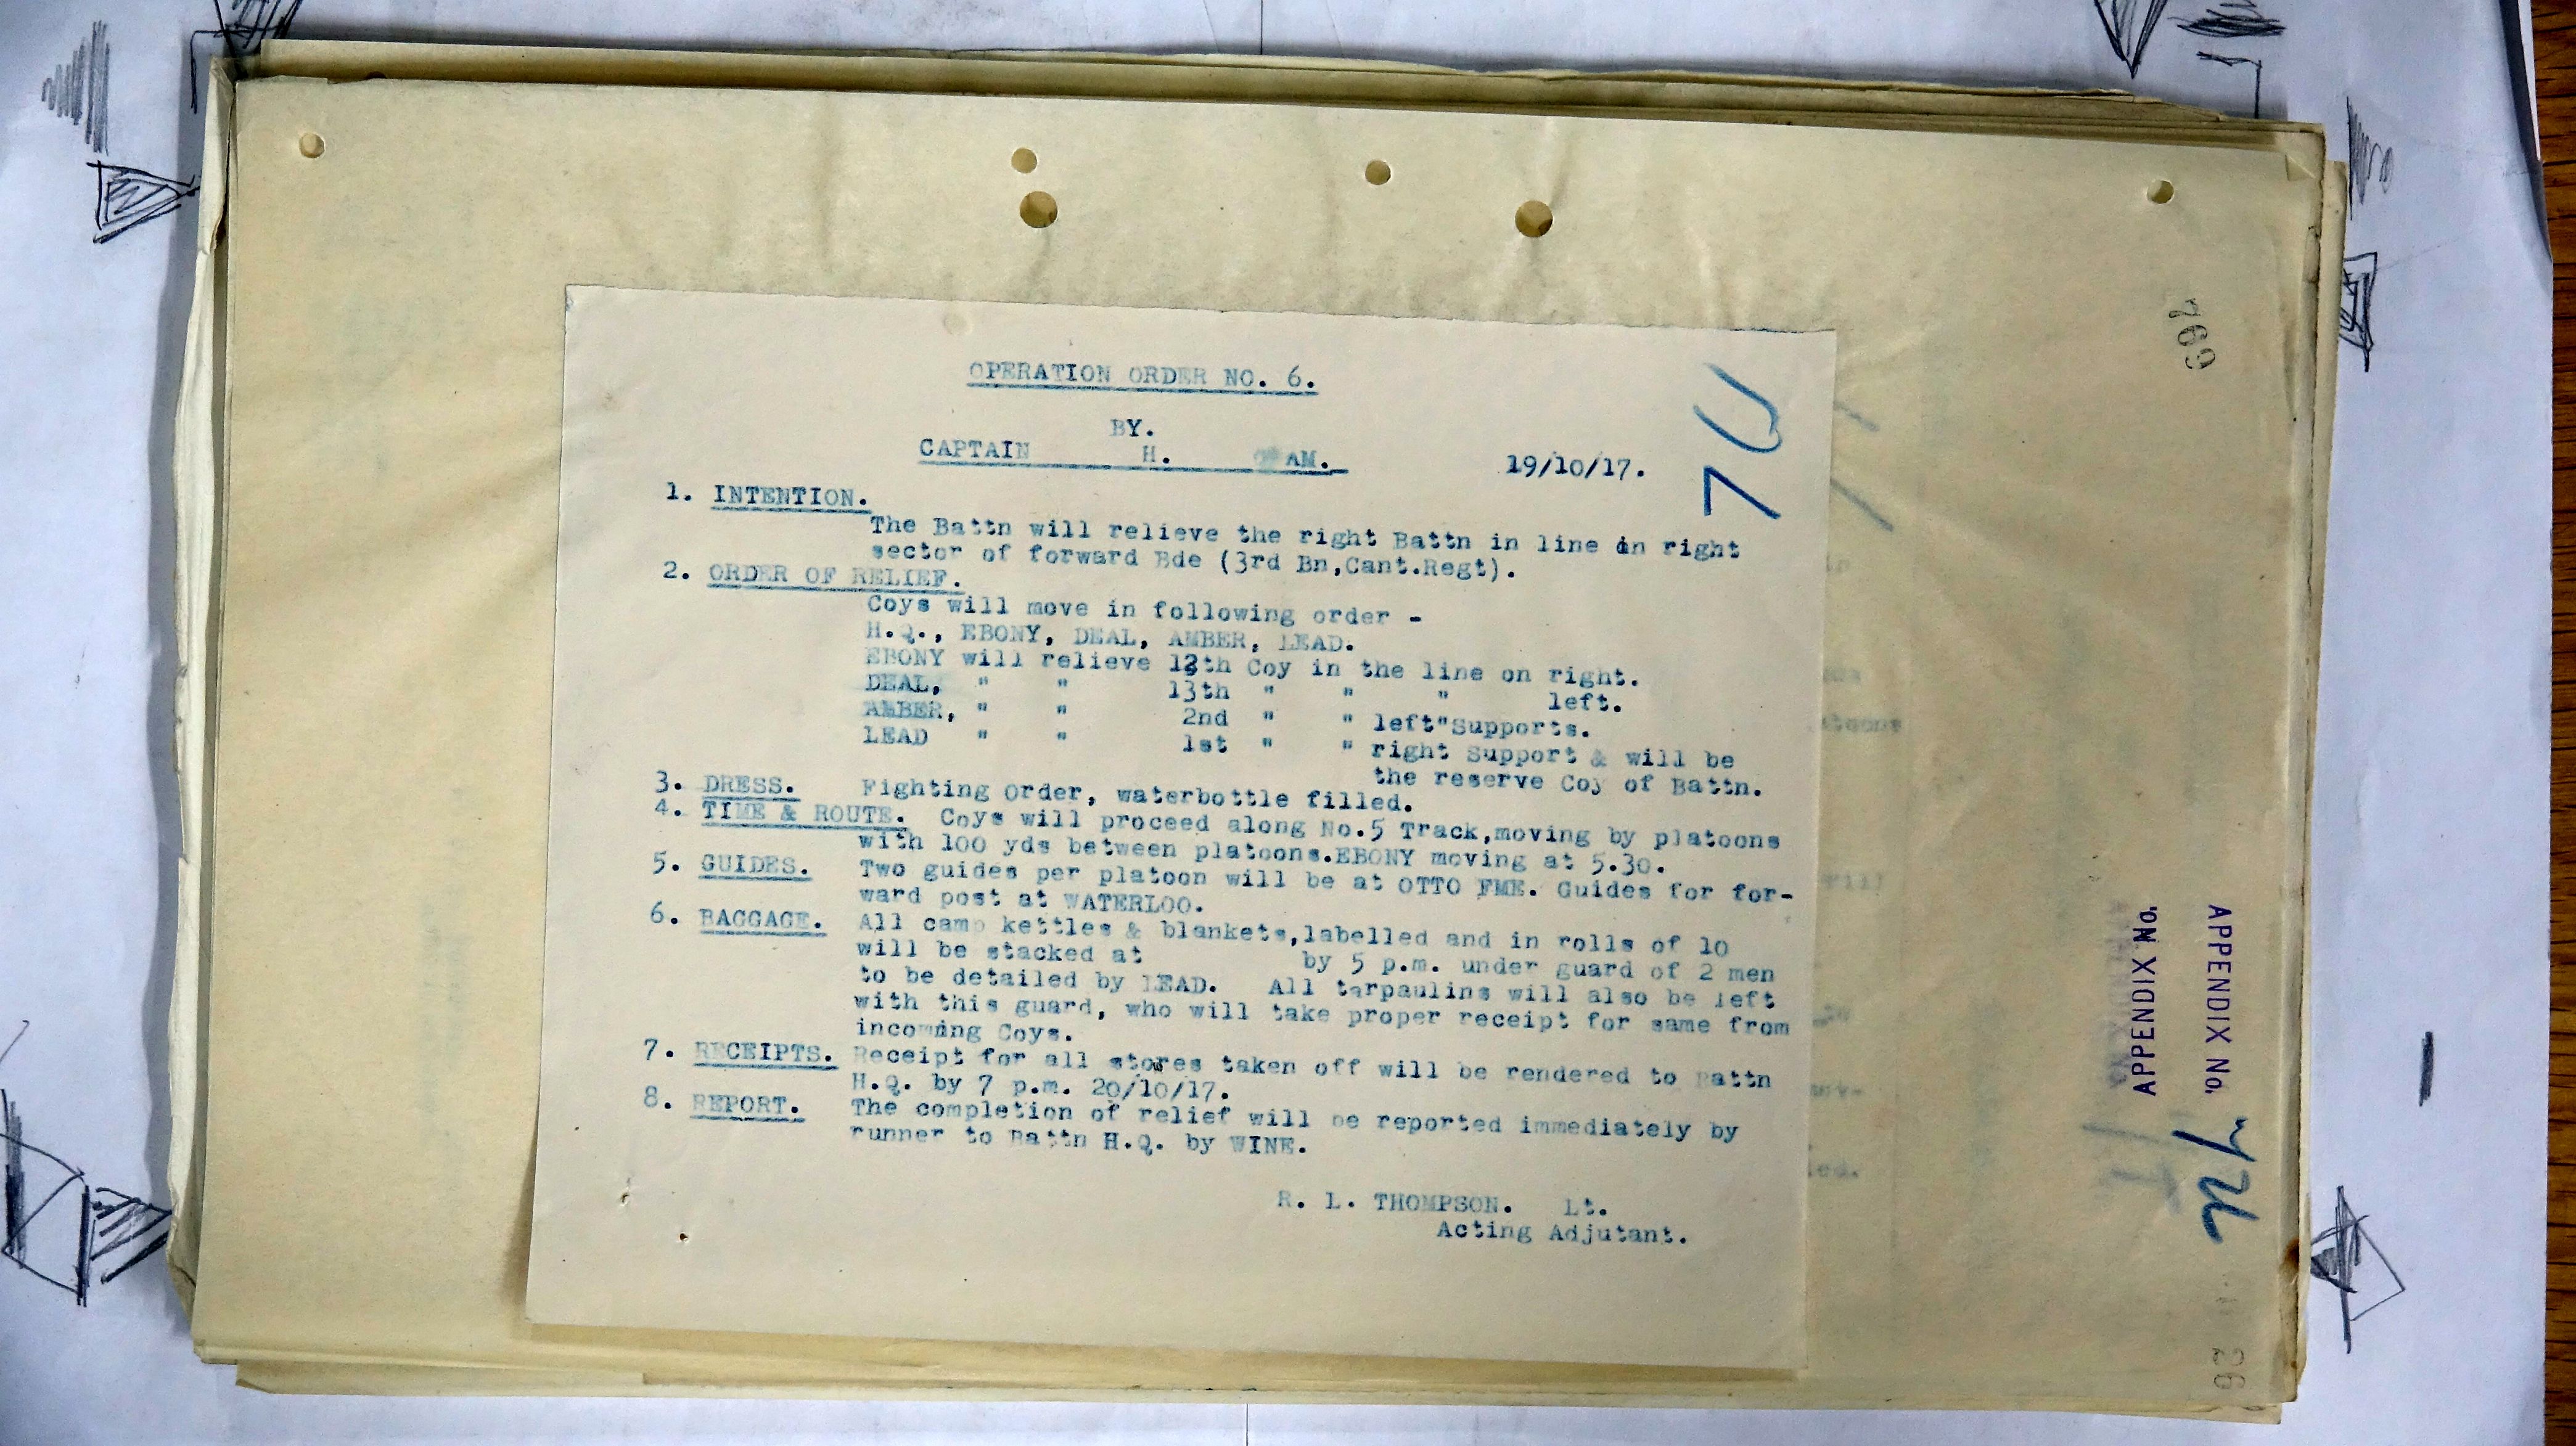 OPERATION ORDER NO. 6.
BY.
CAPTAIN H. AM. 19/10/17.
7U
1. INTENTION.
The Battn will relieve the right Battn in line in right
sector of forward Bde (3rd Bn,Cant.Regt).
2. ORDER OF RELIEF.
Coys will move in following order -
H.Q., EBONY, DEAL, AMBER, LEAD.
EBONY will relieve 12th Coy in the line on right.
DEAL, " " 13th " " " left.
AMBER, " " 2nd " " left"Supports.
LEAD " " 1st " " right Support & will be
the reserve Coy of Battn.
3. DRESS. Fighting Order, waterbottle filled.
4. TIME & ROUTE. Coys will proceed along No.5 Track,moving by platoons
with 100 yds between platoons.EBONY moving at 5.30.
5. GUIDES. Two guides per platoon will be at OTTO FME. Guides for for-
ward post at WATERLOO.
6. BAGGAGE. All camp kettles & blankets,labelled and in rolls of 10
will be stacked at by 5 p.m. under guard of 2 men
to be detailed by LEAD. All tarpaulins will also be left
with this guard, who will take proper receipt for same from
incoming Coys.
7. RECEIPTS. Receipt for all stores taken off will be rendered to Battn
H.Q. by 7 p.m. 20/10/17.
8. REPORT. The completion of relief will be reported immediately by
runner to Battn H.Q. by WINE.
R. L. THOMPSON. Lt.
Acting Adjutant.
769
APPENDIX No.
APPENDIX No. 7U
26